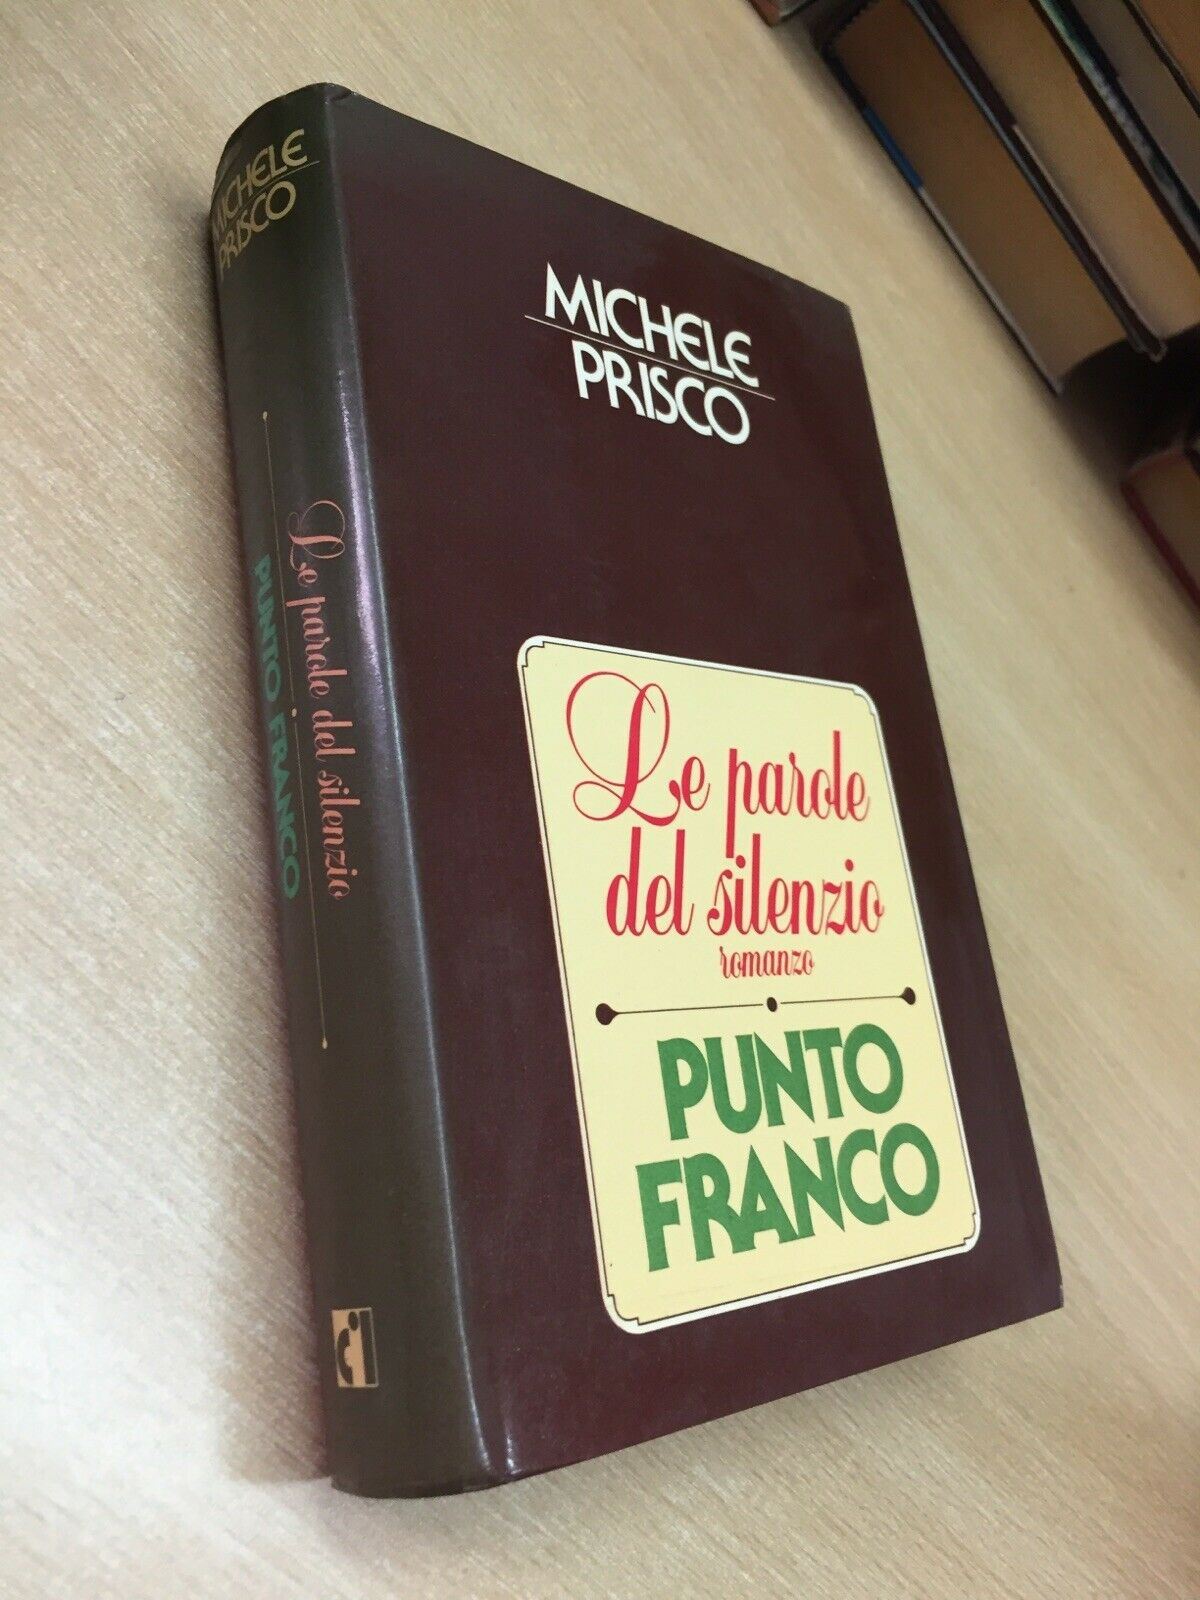 MICHELE
PRISCO
Le parole del silenzio
PUNTO FRANCO
MICHELE
PRISCO
Le parole
del silenzio
romanzo
PUNTO
FRANCO